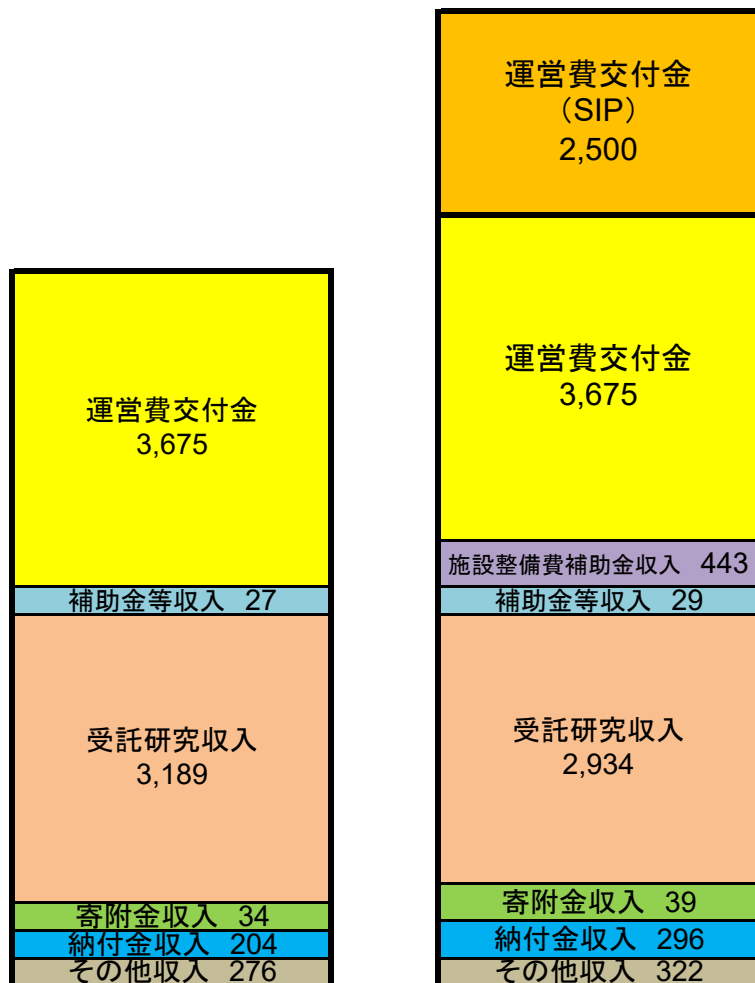 運営費交付金
3,675
補助金等収入 27
受託研究収入
3,189
寄附金収入 34
納付金収入 204
その他収入 276
運営費交付金
（SIP）
2,500
運営費交付金
3,675
施設整備費補助金収入 443
補助金等収入 29
受託研究収入
2,934
寄附金収入 39
納付金収入 296
その他収入 322